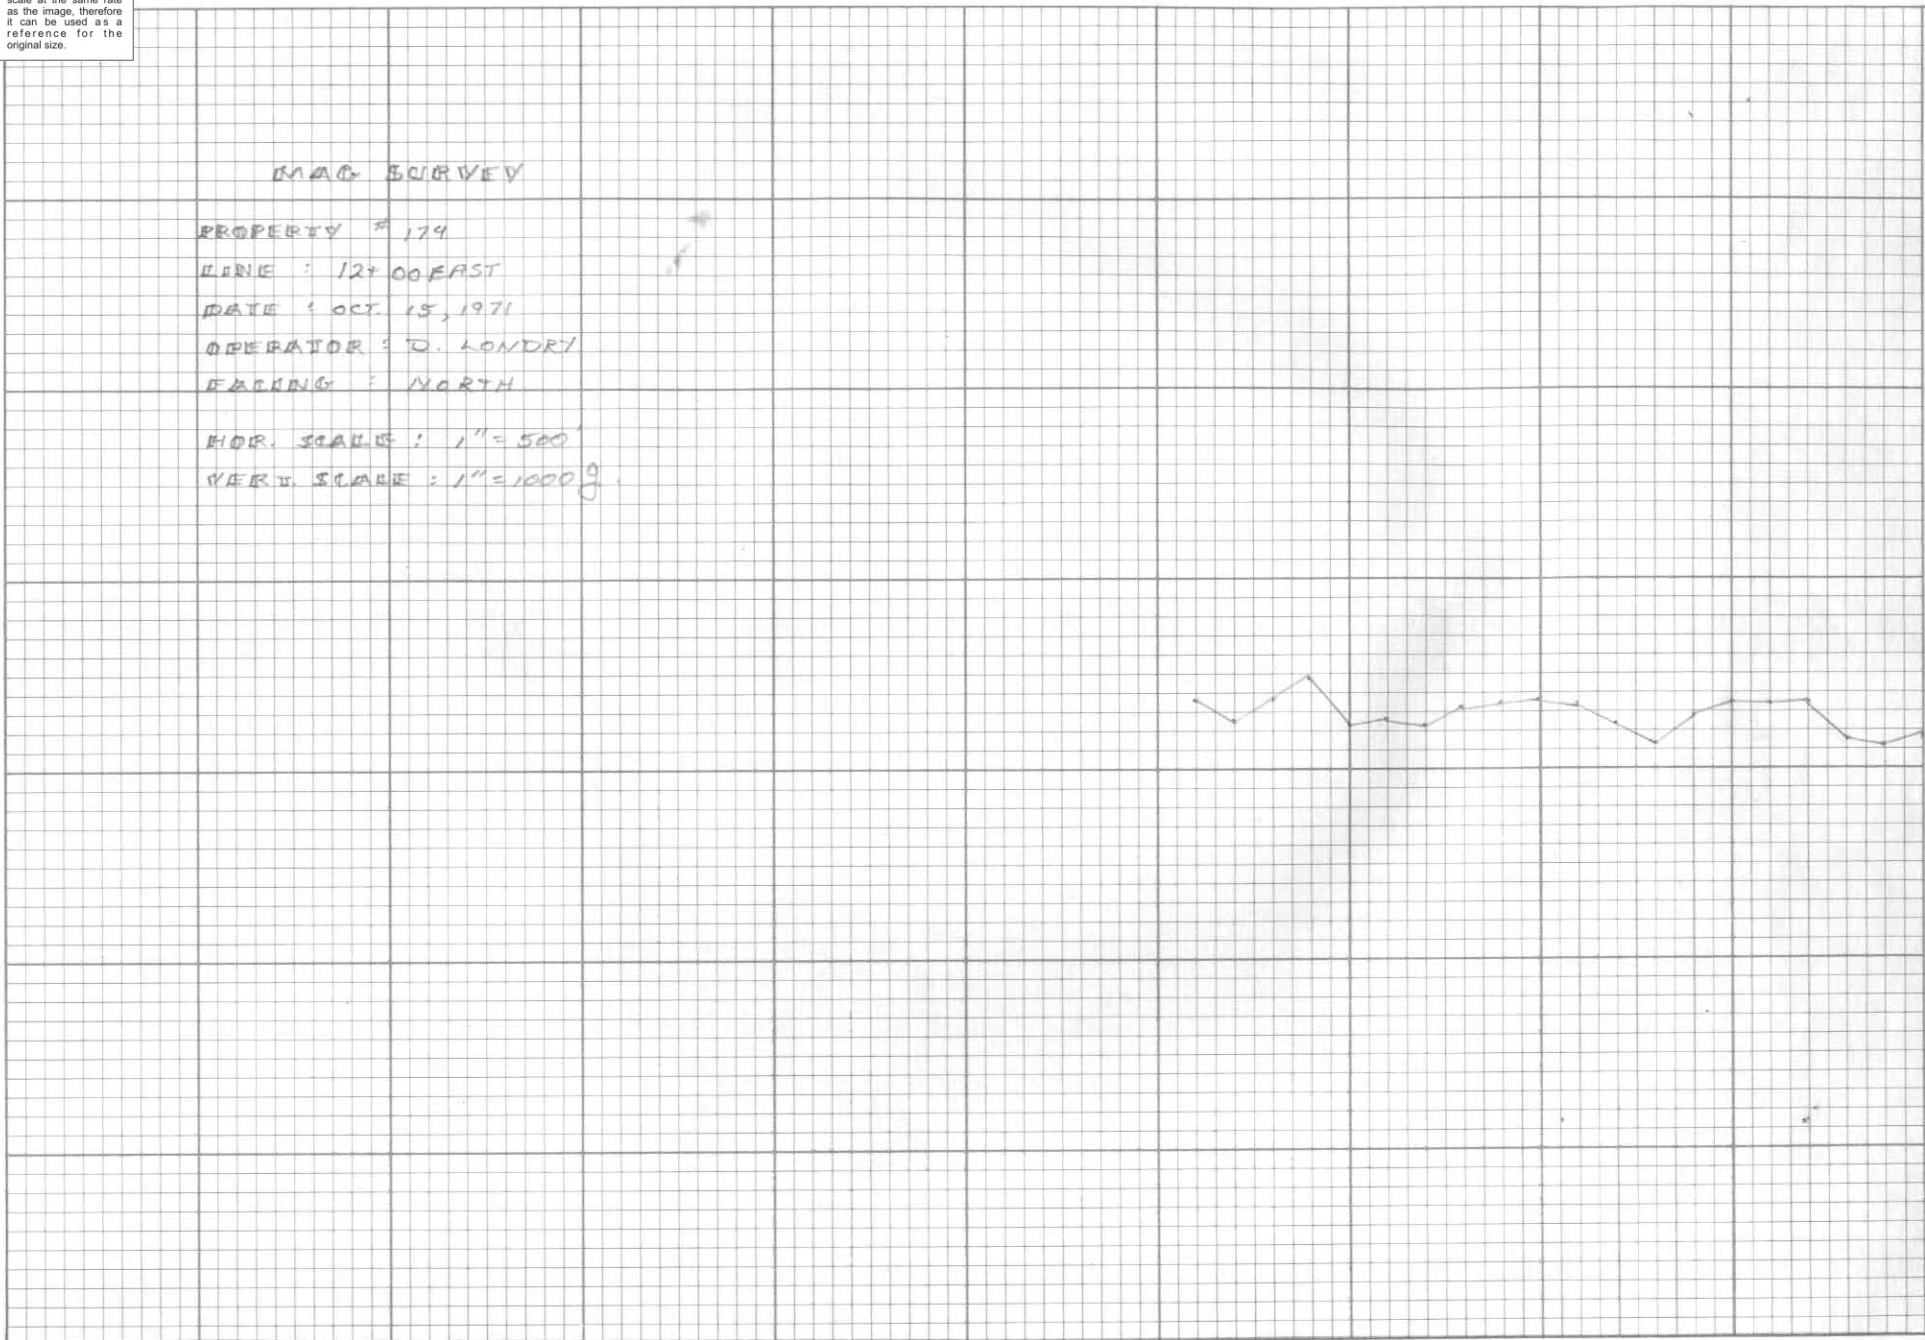 scale at the same rate
as the image, therefore
it can be used as a
reference for the
original size.
MAG SURVEY
PROPERTY # 174
LINE : 12+00 EAST
DATE : OCT. 15, 1971
OPERATOR : D. LONDRY
FACING : NORTH
HOR. SCALE : 1" = 500'
VERT. SCALE : 1" = 1000 g.